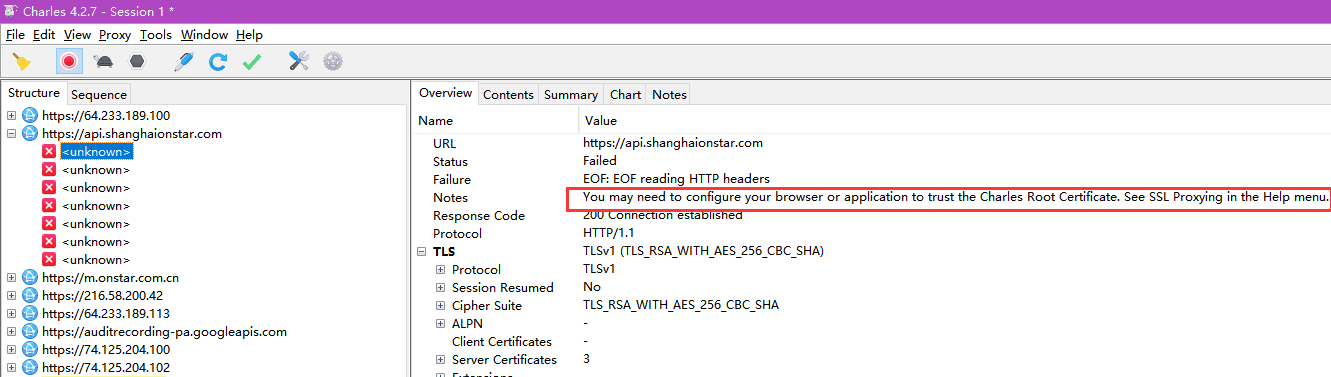 Charles 4.2.7 - Session 1 *
File Edit View Proxy Tools Window Help
Structure Sequence
https://64.233.189.100
https://api.shanghaionstar.com
<unknown>
<unknown>
<unknown>
<unknown>
<unknown>
<unknown>
<unknown>
https://m.onstar.com.cn
https://216.58.200.42
https://64.233.189.113
https://auditrecording-pa.googleapis.com
https://74.125.204.100
https://74.125.204.102
Overview Contents Summary Chart Notes
Name Value
URL https://api.shanghaionstar.com
Status Failed
Failure EOF: EOF reading HTTP headers
Notes You may need to configure your browser or application to trust the Charles Root Certificate. See SSL Proxying in the Help menu.
Response Code 200 Connection established
Protocol HTTP/1.1
TLS TLSv1 (TLS_RSA_WITH_AES_256_CBC_SHA)
Protocol TLSv1
Session Resumed No
Cipher Suite TLS_RSA_WITH_AES_256_CBC_SHA
ALPN -
Client Certificates -
Server Certificates 3
Extensions